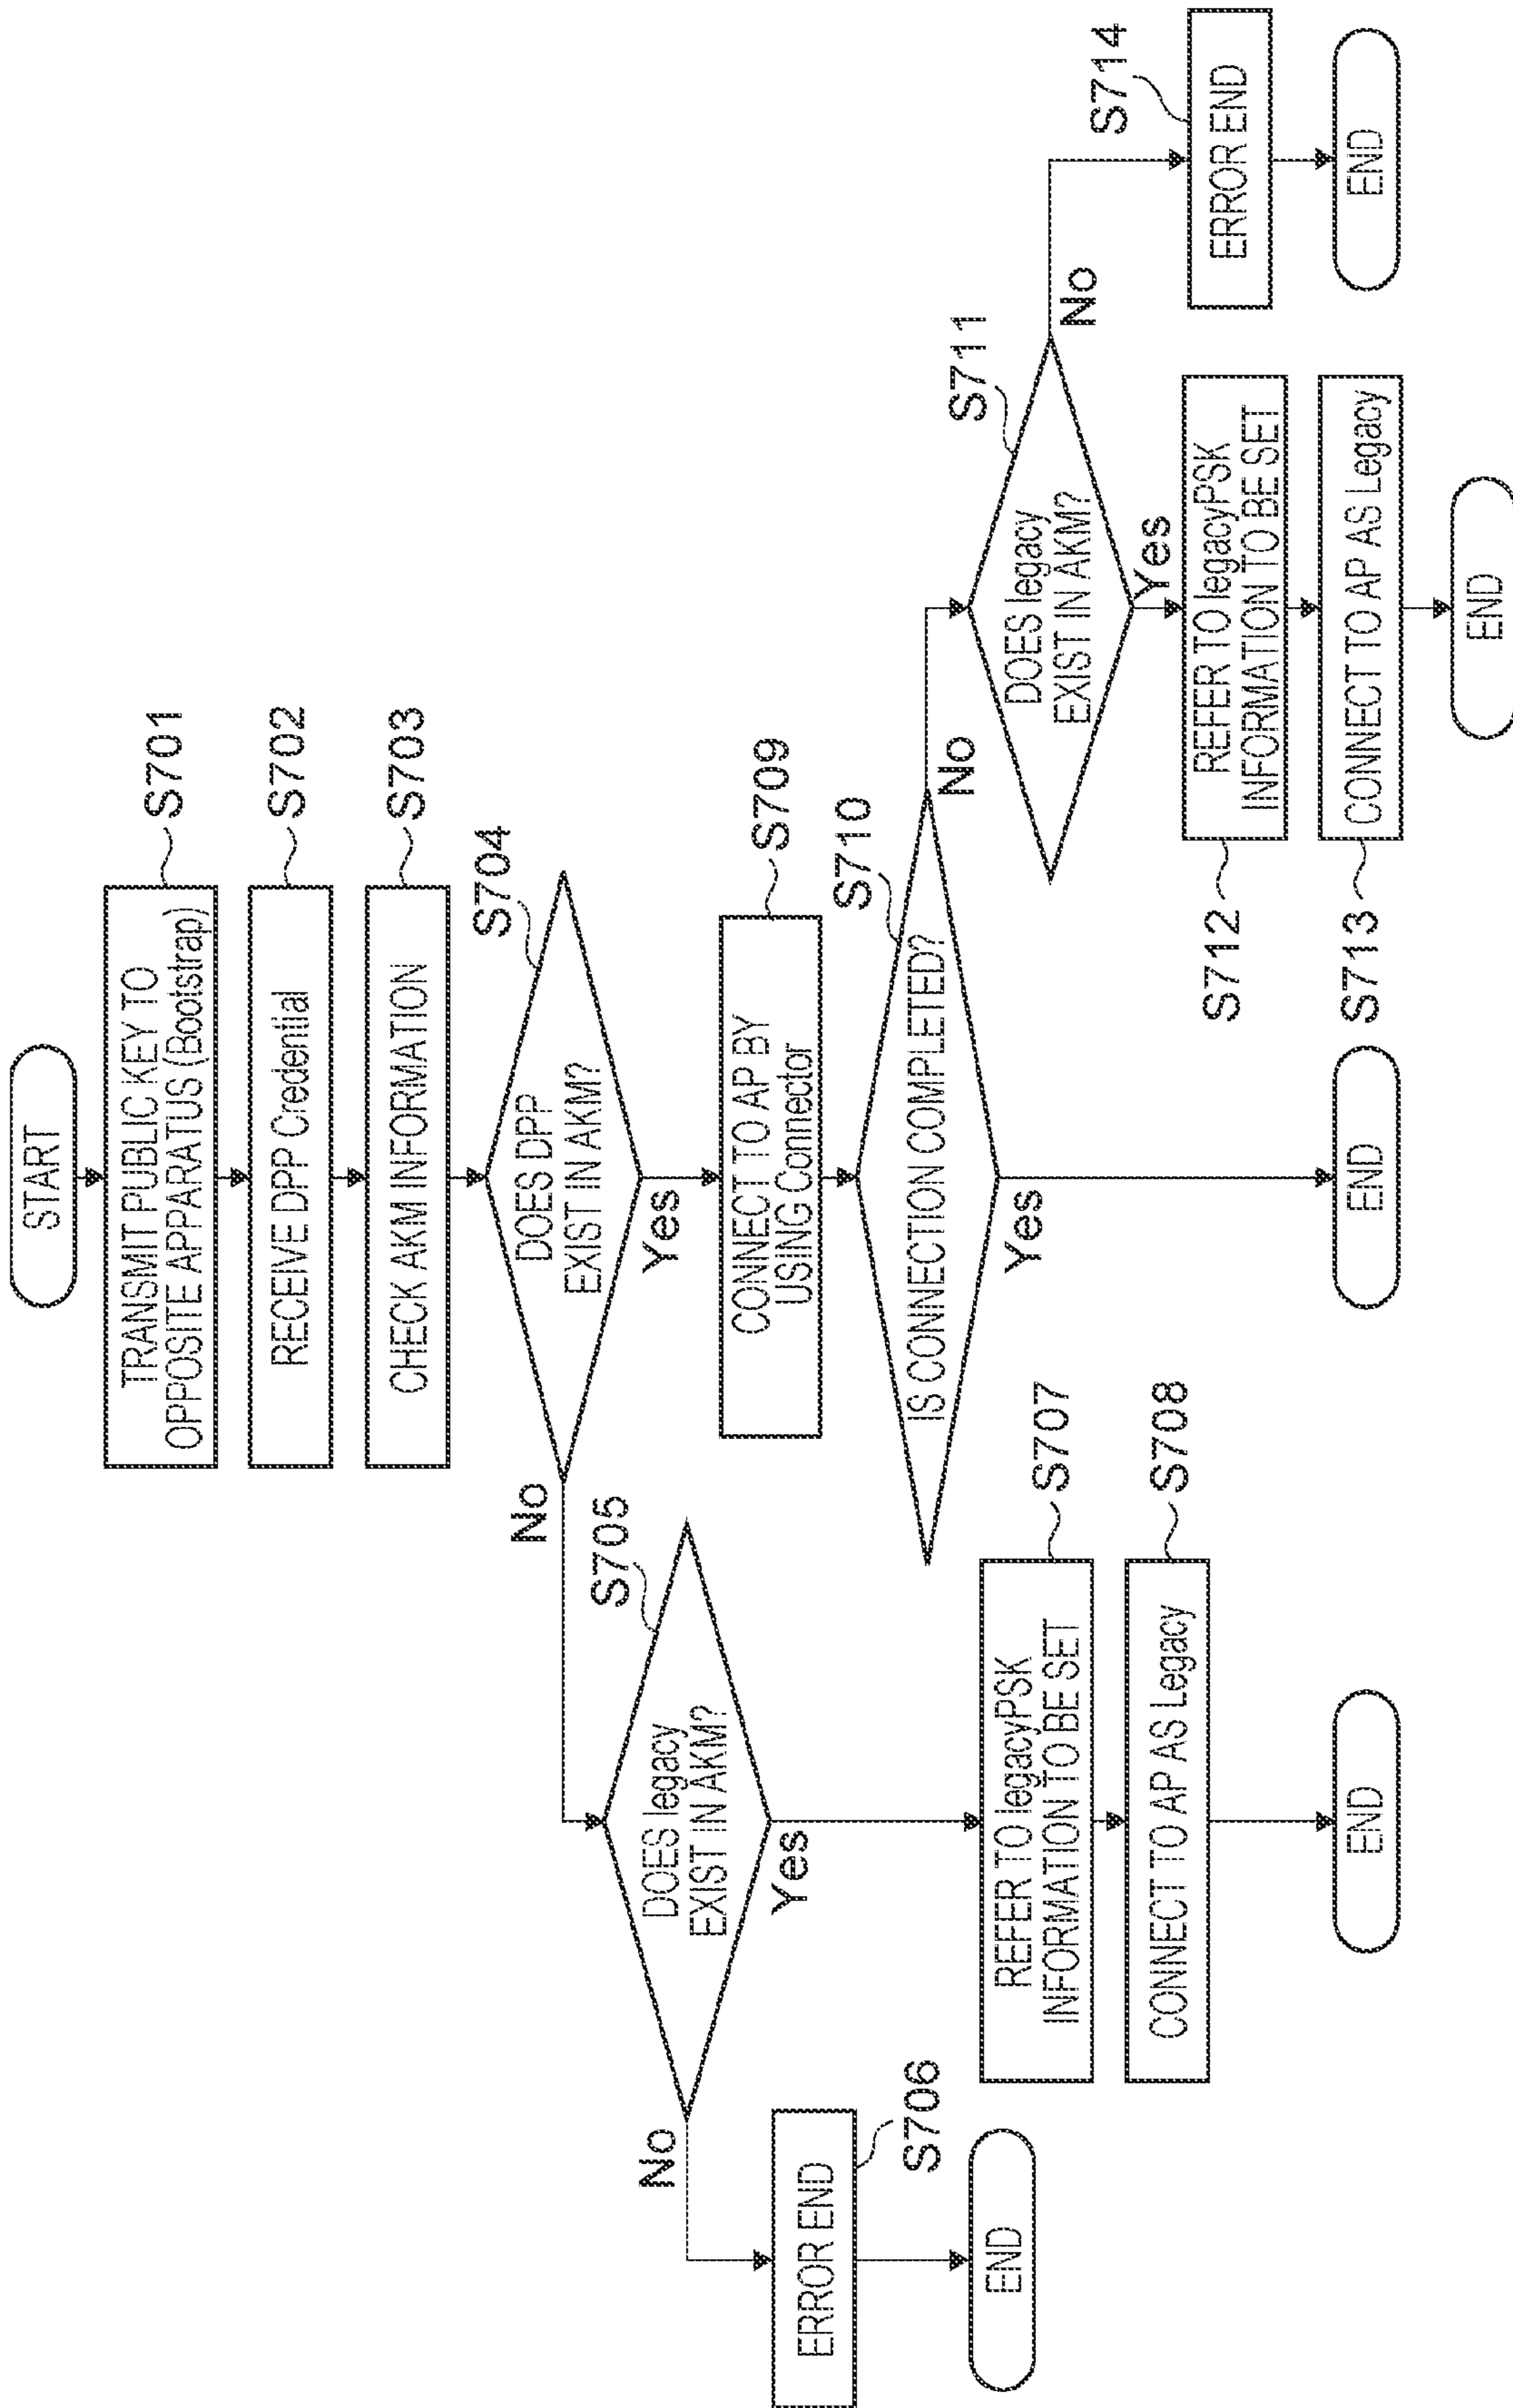 START
TRANSMIT PUBLIC KEY TO
OPPOSITE APPARATUS (Bootstrap)
S701
RECEIVE DPP Credential
S702
CHECK AKM INFORMATION
S703
S704
DOES DPP
EXIST IN AKM?
No
Yes
S705
DOES legacy
EXIST IN AKM?
No
Yes
ERROR END
S706
END
REFER TO legacyPSK
INFORMATION TO BE SET
S707
CONNECT TO AP AS Legacy
S708
END
CONNECT TO AP BY
USING Connector
S709
S710
IS CONNECTION COMPLETED?
No
Yes
END
S711
DOES legacy
EXIST IN AKM?
No
Yes
REFER TO legacyPSK
INFORMATION TO BE SET
S712
CONNECT TO AP AS Legacy
S713
END
S714
ERROR END
END